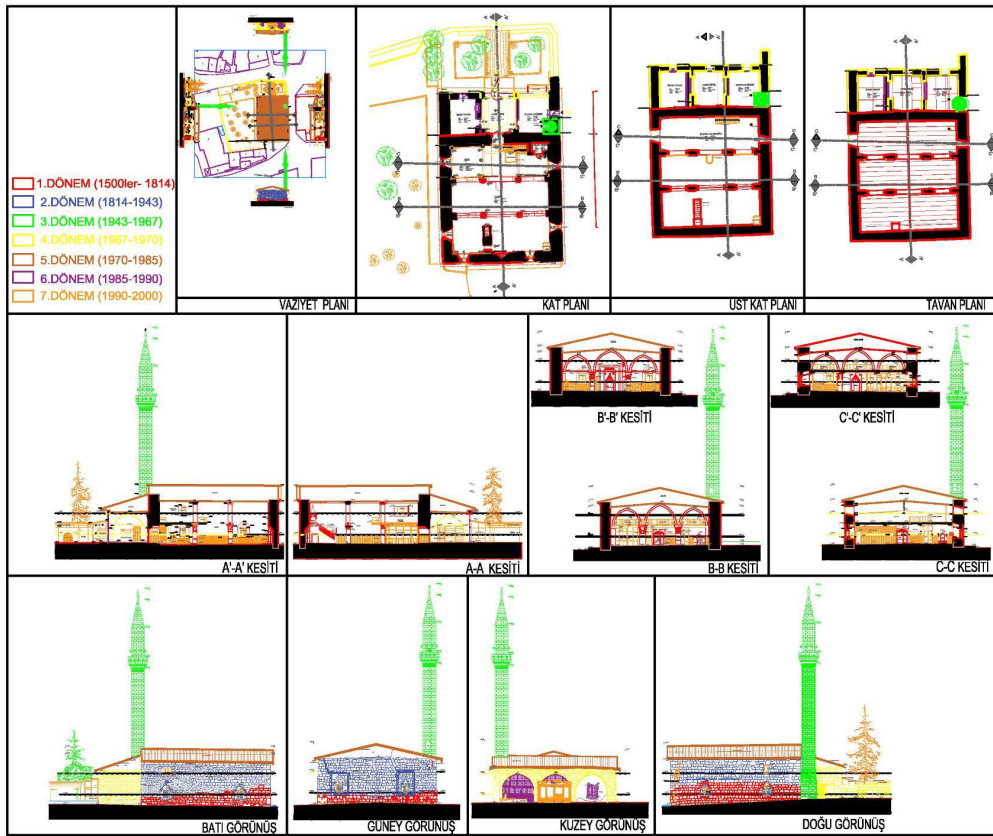 1.DÖNEM (1500ler- 1814)
2.DÖNEM (1814-1943)
3.DÖNEM (1943-1967)
4.DÖNEM (1967-1970)
5.DÖNEM (1970-1985)
6.DÖNEM (1985-1990)
7.DÖNEM (1990-2000)
VAZİYET PLANI
KAT PLANI
UST KAT PLANI
TAVAN PLANI
B'-B' KESİTİ
C'-C' KESİTİ
A'-A' KESİTİ
A-A KESİTİ
B-B KESİTİ
C-C KESİTİ
BATI GÖRÜNÜŞ
GÜNEY GÖRÜNÜŞ
KUZEY GÖRÜNÜŞ
DOĞU GÖRÜNÜŞ